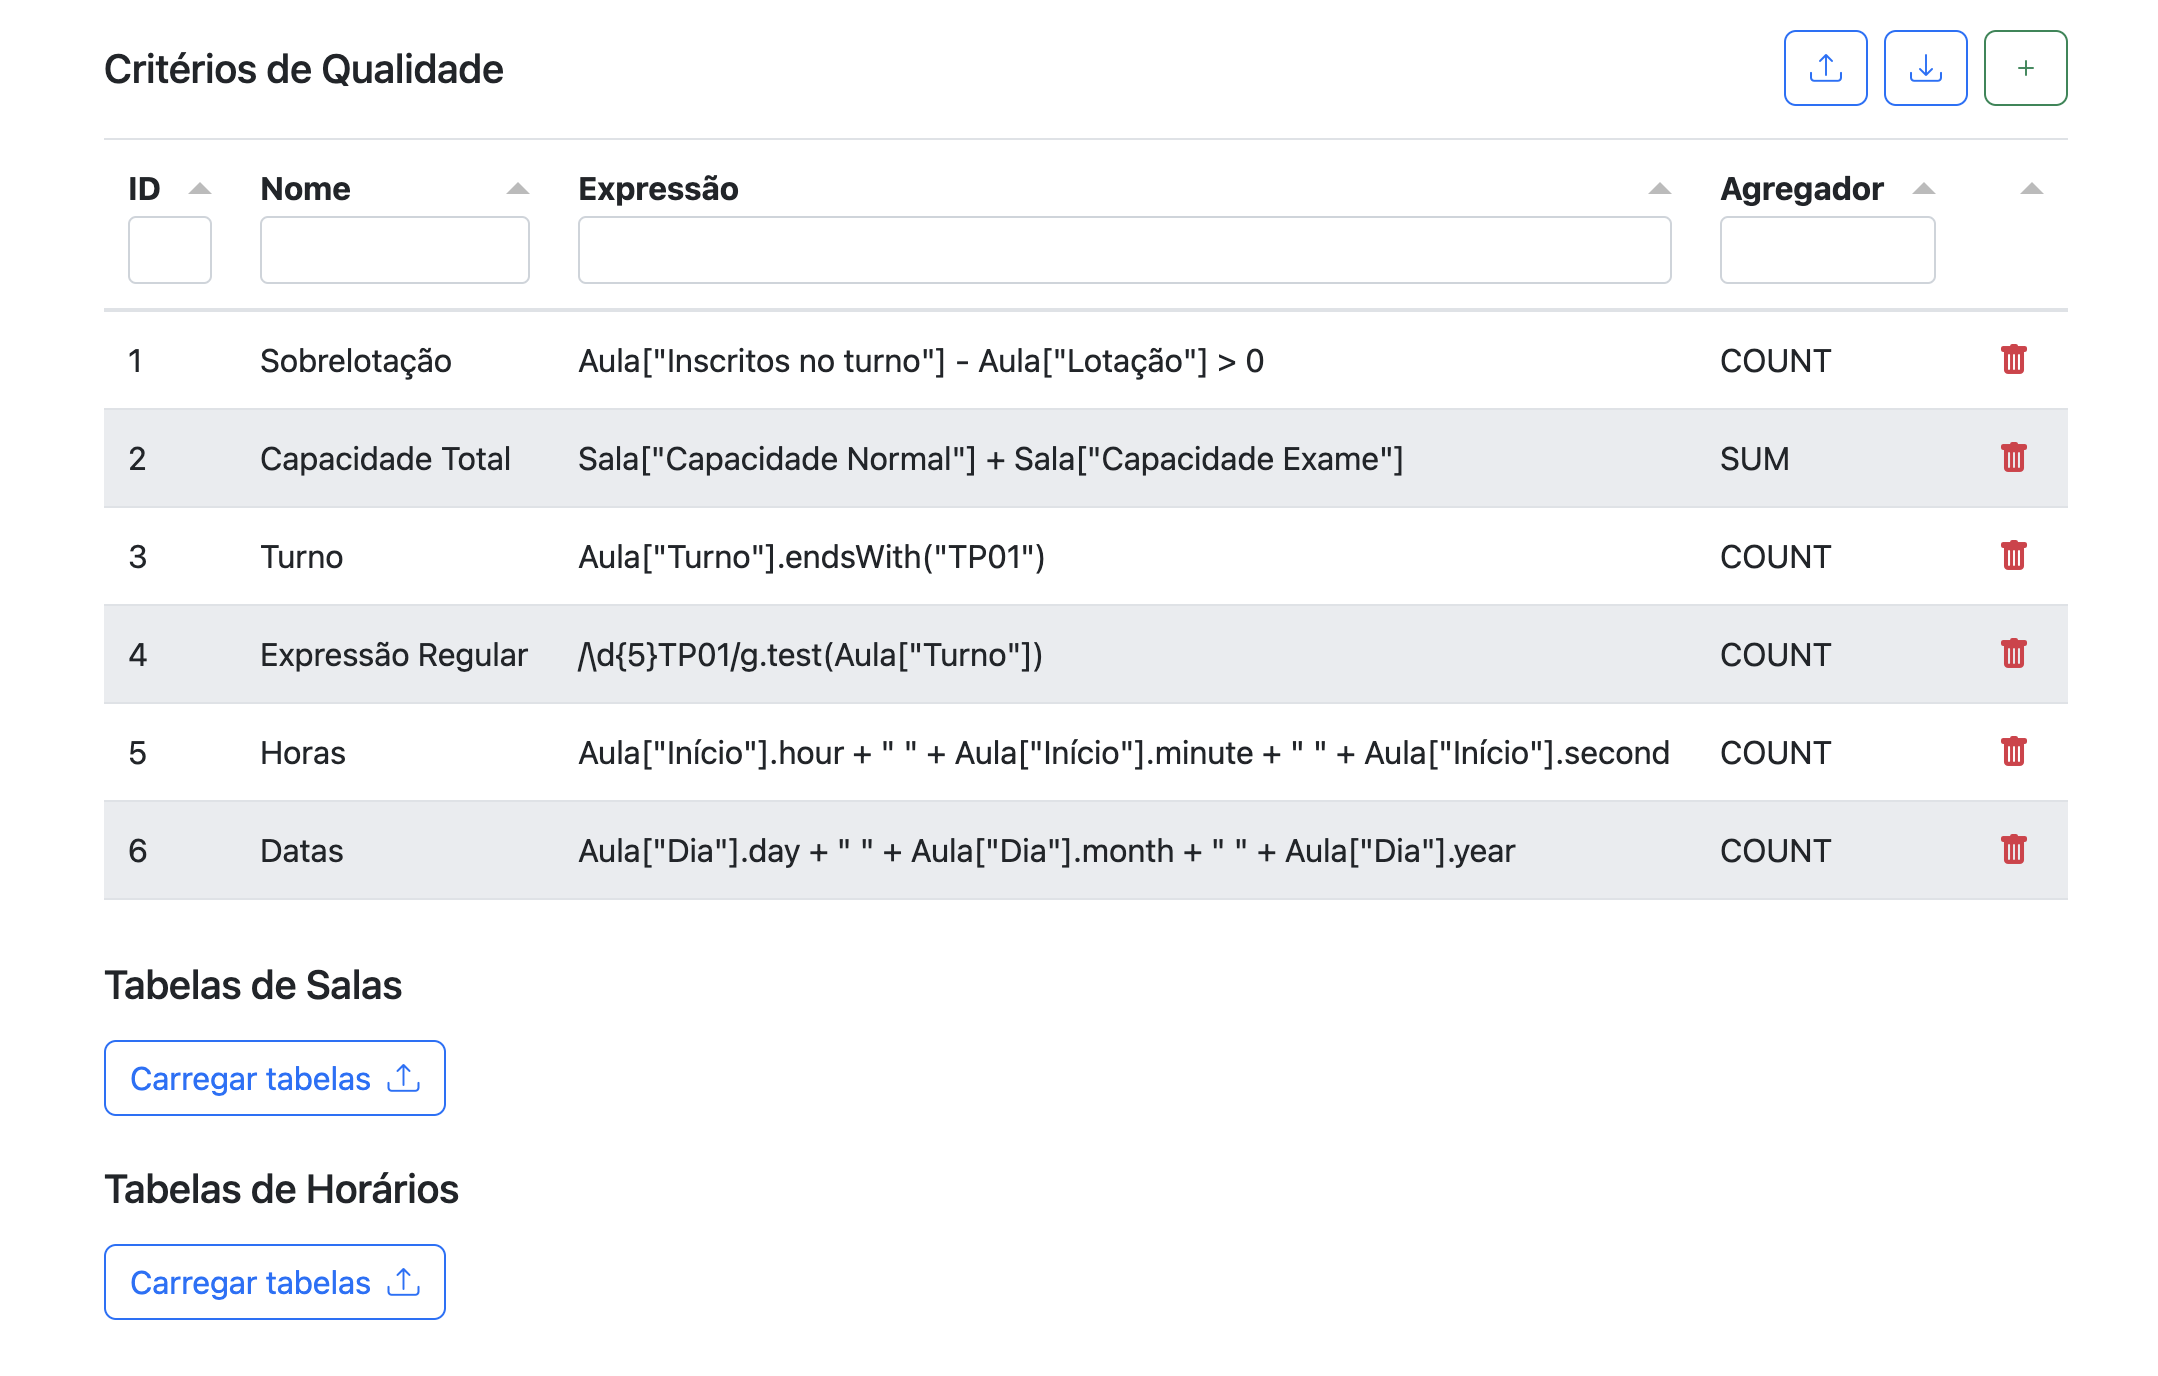 Critérios de Qualidade
+
ID Nome Expressão Agregador
1 Sobrelotação Aula["Inscritos no turno"] - Aula["Lotação"] > 0 COUNT
2 Capacidade Total Sala["Capacidade Normal"] + Sala["Capacidade Exame"] SUM
3 Turno Aula["Turno"].endsWith("TP01") COUNT
4 Expressão Regular /\d{5}TP01/g.test(Aula["Turno"]) COUNT
5 Horas Aula["Início"].hour + " " + Aula["Início"].minute + " " + Aula["Início"].second COUNT
6 Datas Aula["Dia"].day + " " + Aula["Dia"].month + " " + Aula["Dia"].year COUNT
Tabelas de Salas
Carregar tabelas
Tabelas de Horários
Carregar tabelas